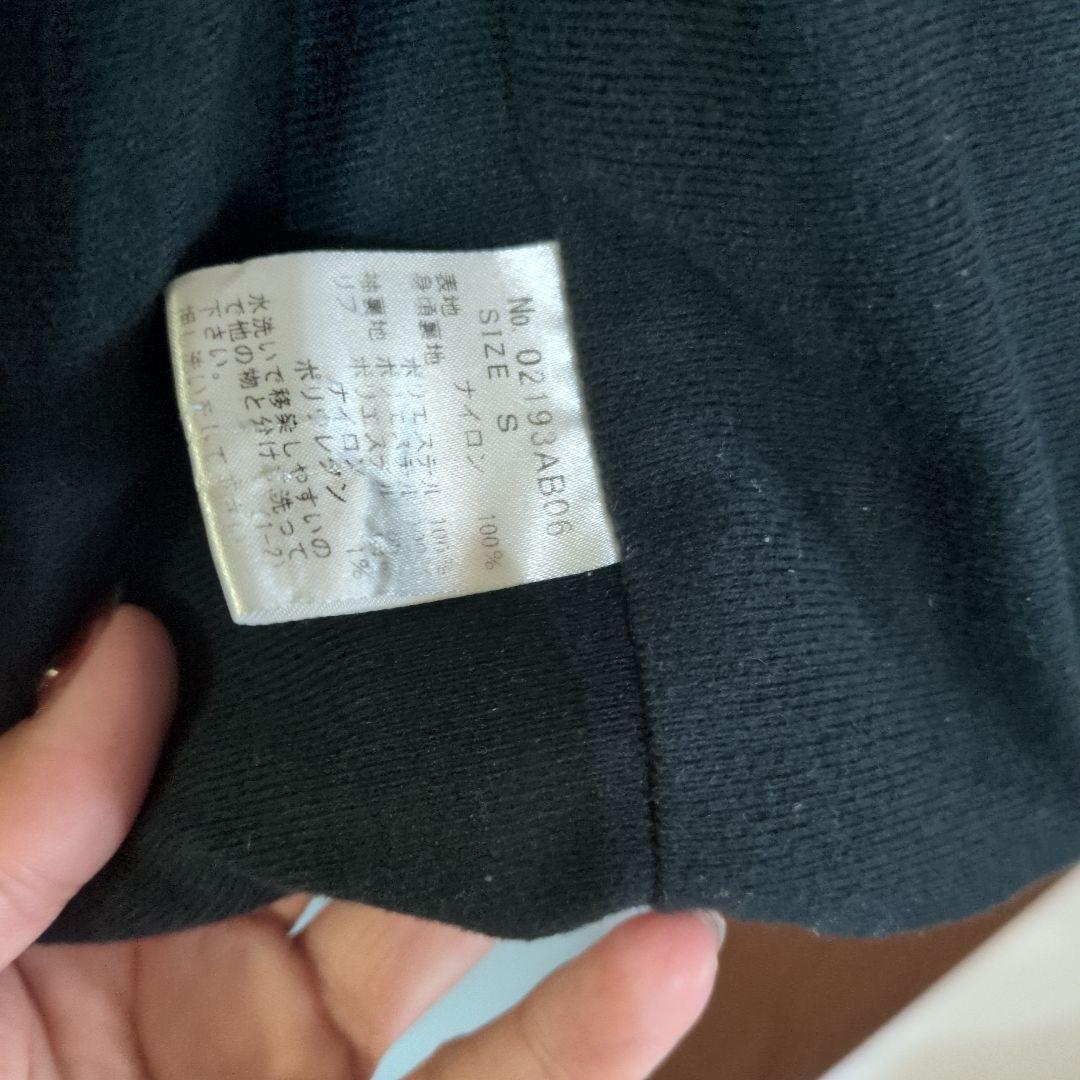 No. 02193AB06
SIZE S
表地 ナイロン 100%
身頃裏地 ポリエステル 100%
袖裏地 ポリエステル
リブ ナイロン
ポリウレタン 1%
水洗いで移染しやすいの
で他の物と分け 洗って
下さい。